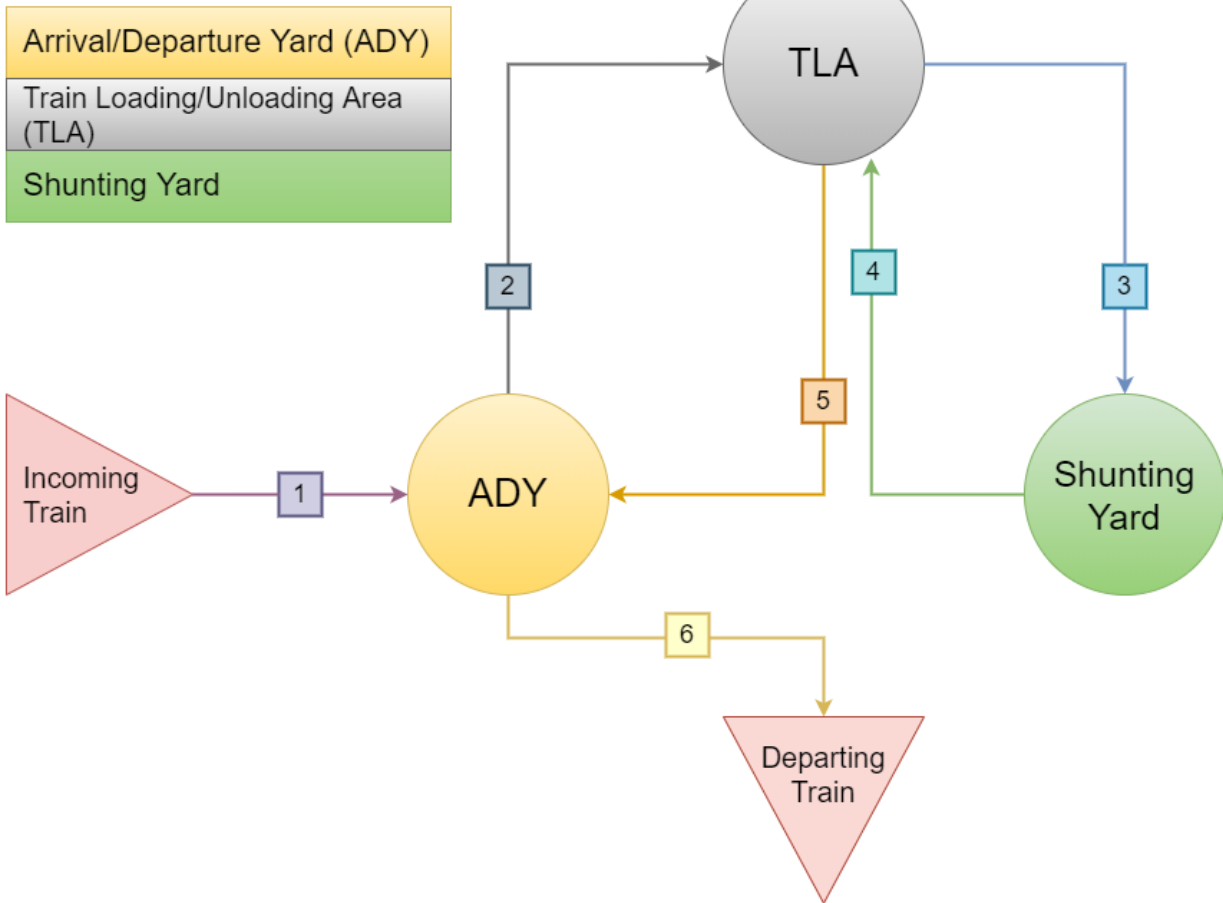 Arrival/Departure Yard (ADY)
Train Loading/Unloading Area
(TLA)
Shunting Yard
TLA
2
4
3
5
Incoming
Train
1
ADY
Shunting
Yard
6
Departing
Train